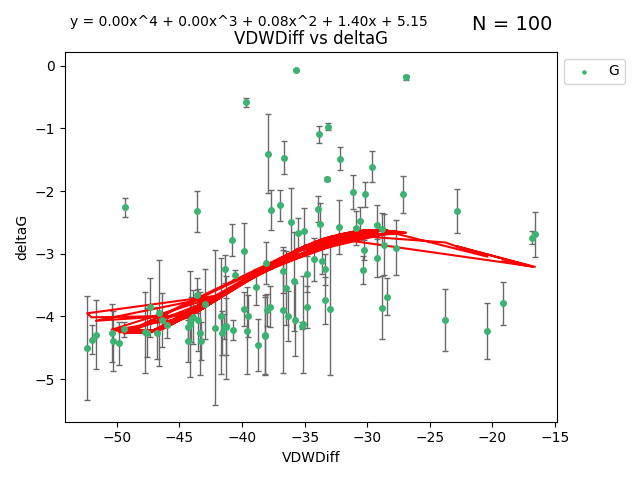 y = 0.00x^4 + 0.00x^3 + 0.08x^2 + 1.40x + 5.15
N = 100
VDWDiff vs deltaG
G
deltaG
0
−1
−2
−3
−4
−5
−50
−45
−40
−35
−30
−25
−20
−15
VDWDiff